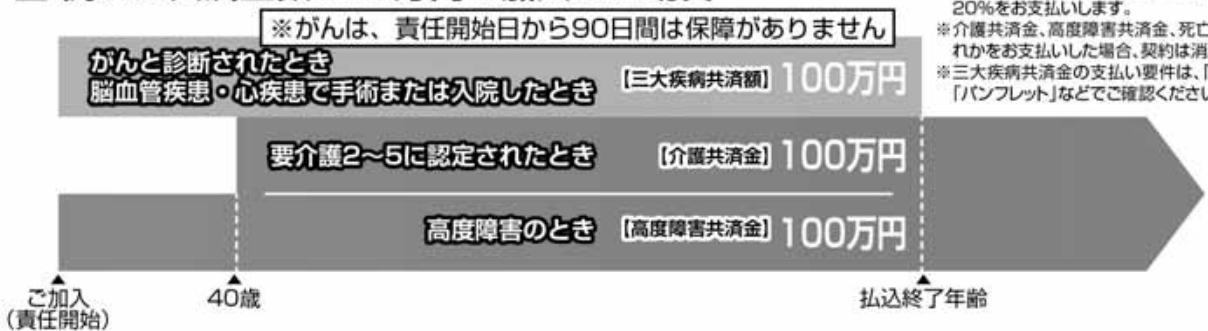 ※がんは、責任開始日から90日間は保障がありません
20%をお支払いします。
※介護共済金、高度障害共済金、死亡
れかをお支払いした場合、契約は消
※三大疾病共済金の支払い要件は、「
「パンフレット」などでご確認ください
がんと診断されたとき
脳血管疾患・心疾患で手術または入院したとき
【三大疾病共済額】100万円
要介護2～5に認定されたとき 【介護共済金】100万円
高度障害のとき 【高度障害共済金】100万円
ご加入
(責任開始)
40歳
払込終了年齢